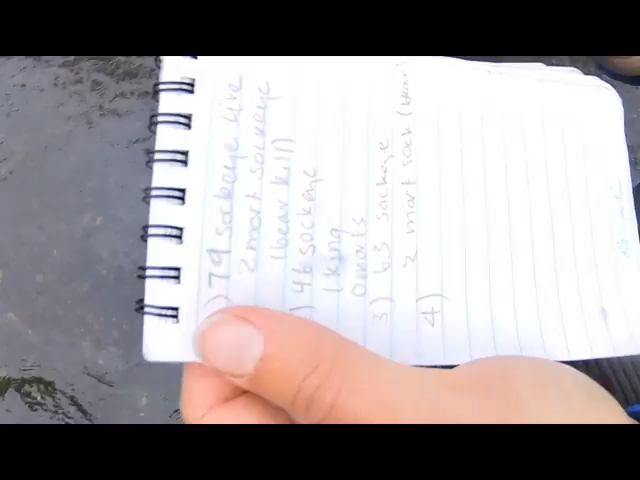 ) 79 sockeye live
2 mort sockeye
1 bear kill)
) 46 sockeye
1 king
0 morts
3) 63 sockeye
2 mort sock (bear)
4)